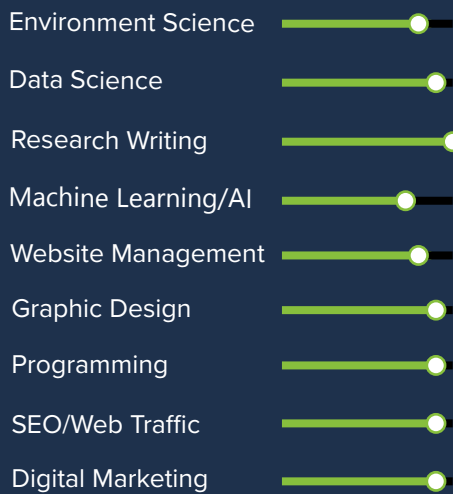 Environment Science
Data Science
Research Writing
Machine Learning/AI
Website Management
Graphic Design
Programming
SEO/Web Traffic
Digital Marketing